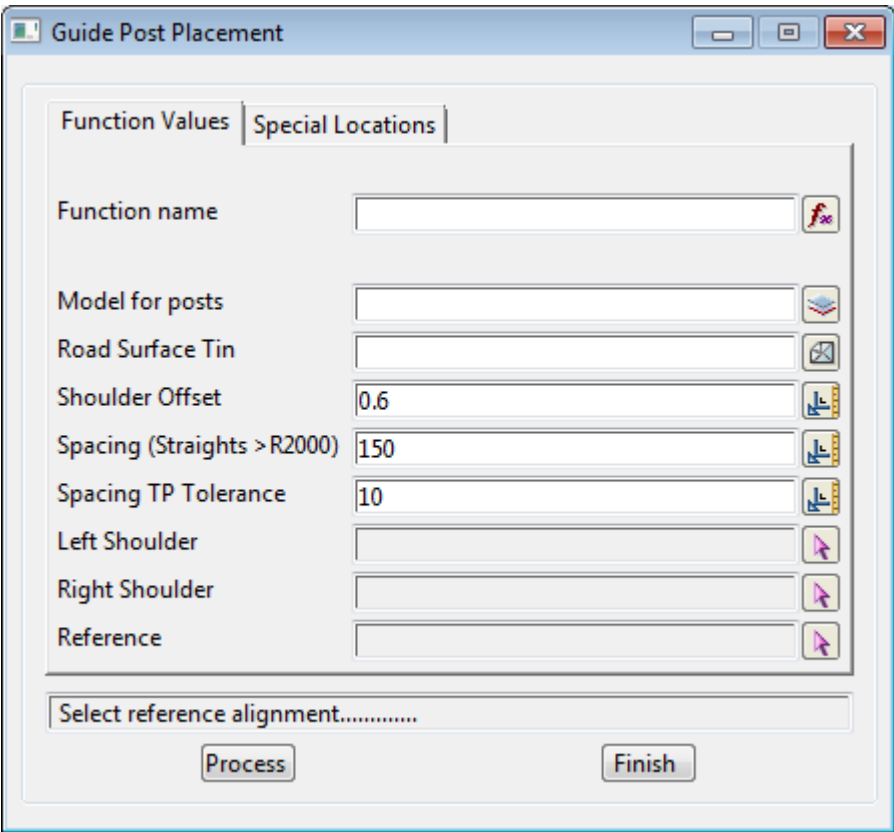 Guide Post Placement
Function Values
Special Locations
Function name
Model for posts
Road Surface Tin
Shoulder Offset 0.6
Spacing (Straights >R2000) 150
Spacing TP Tolerance 10
Left Shoulder
Right Shoulder
Reference
Select reference alignment.............
Process Finish